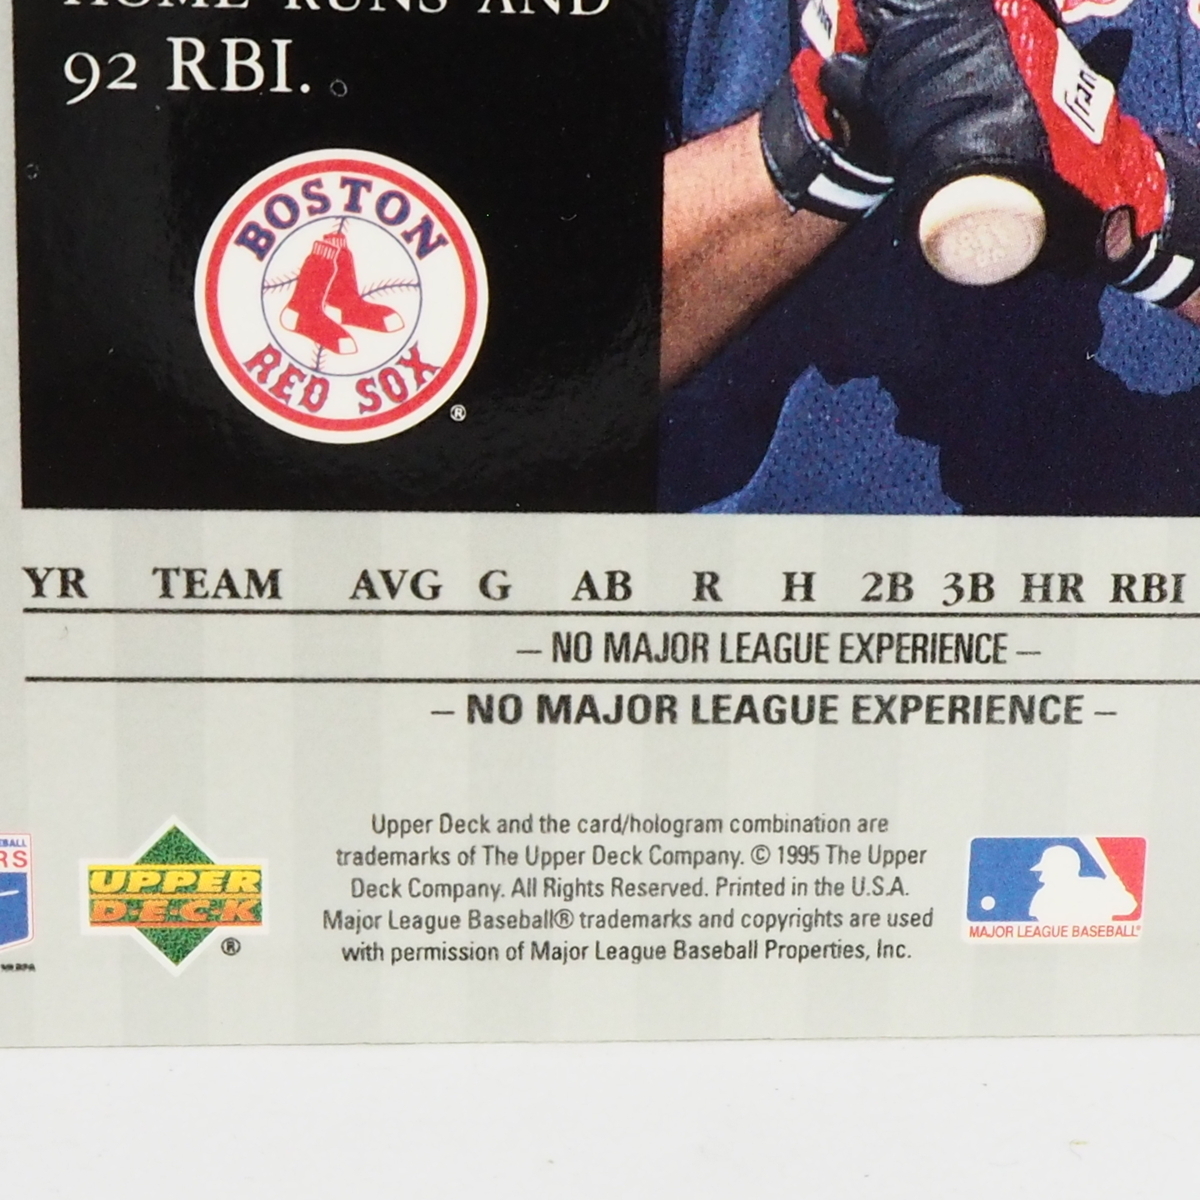 HOME RUNS AND
92 RBI.
BOSTON
RED SOX
®
YR TEAM AVG G AB R H 2B 3B HR RBI
– NO MAJOR LEAGUE EXPERIENCE –
– NO MAJOR LEAGUE EXPERIENCE –
UPPER
DECK
®
Upper Deck and the card/hologram combination are
trademarks of The Upper Deck Company. © 1995 The Upper
Deck Company. All Rights Reserved. Printed in the U.S.A.
Major League Baseball® trademarks and copyrights are used
with permission of Major League Baseball Properties, Inc.
MAJOR LEAGUE BASEBALL®